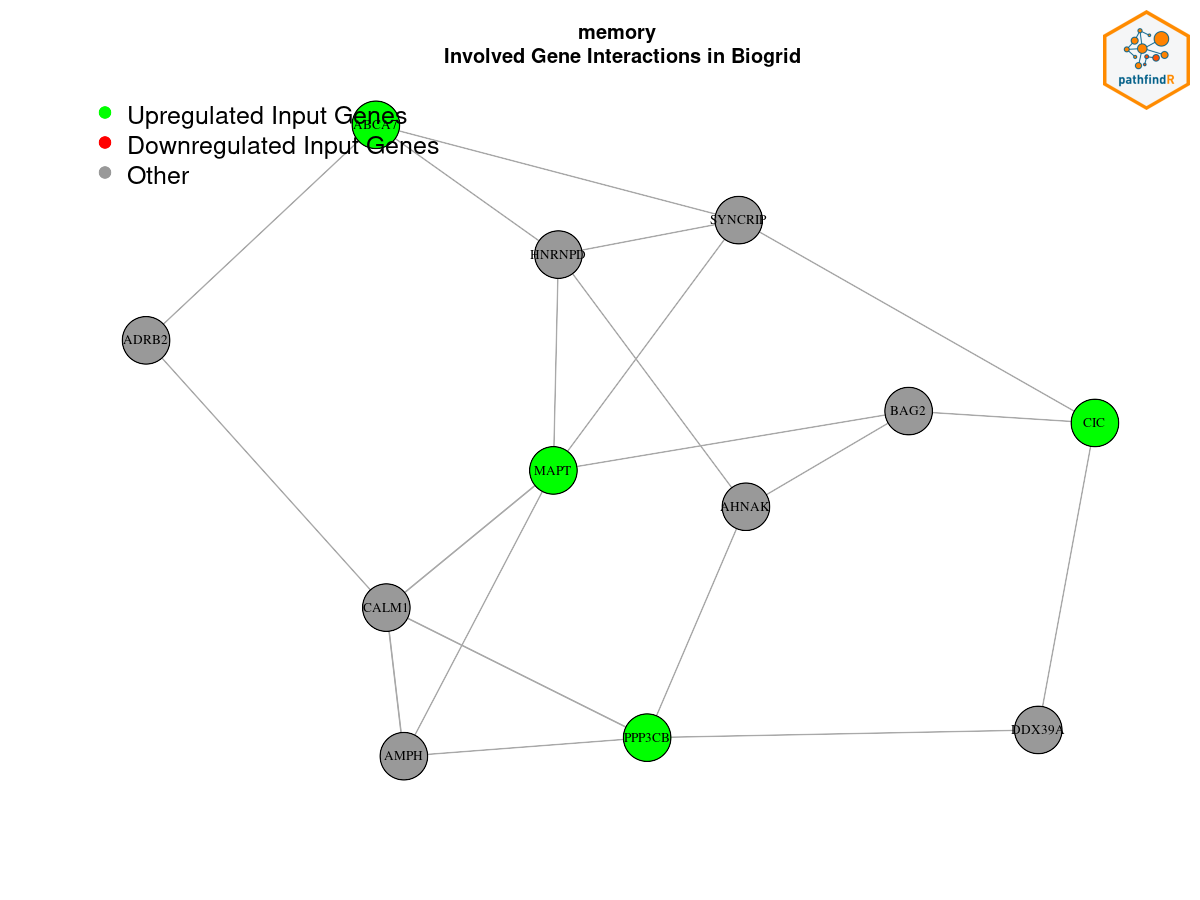 memory
Involved Gene Interactions in Biogrid
pathfindR
Upregulated Input Genes
ABCA7
Downregulated Input Genes
Other
SYNCRIP
HNRNPD
ADRB2
BAG2
CIC
MAPT
AHNAK
CALM1
DDX39A
PPP3CB
AMPH